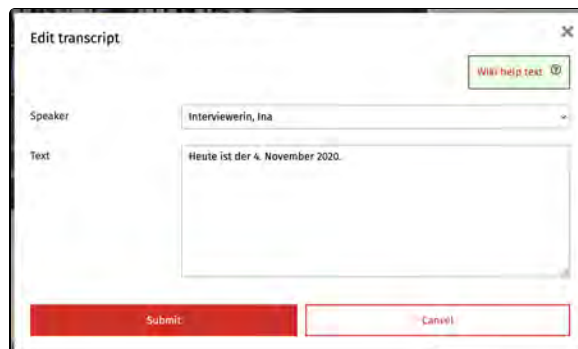 Edit transcript
Wiki help text
Speaker
Interviewerin, Ina
Text
Heute ist der 4. November 2020.
Submit
Cancel